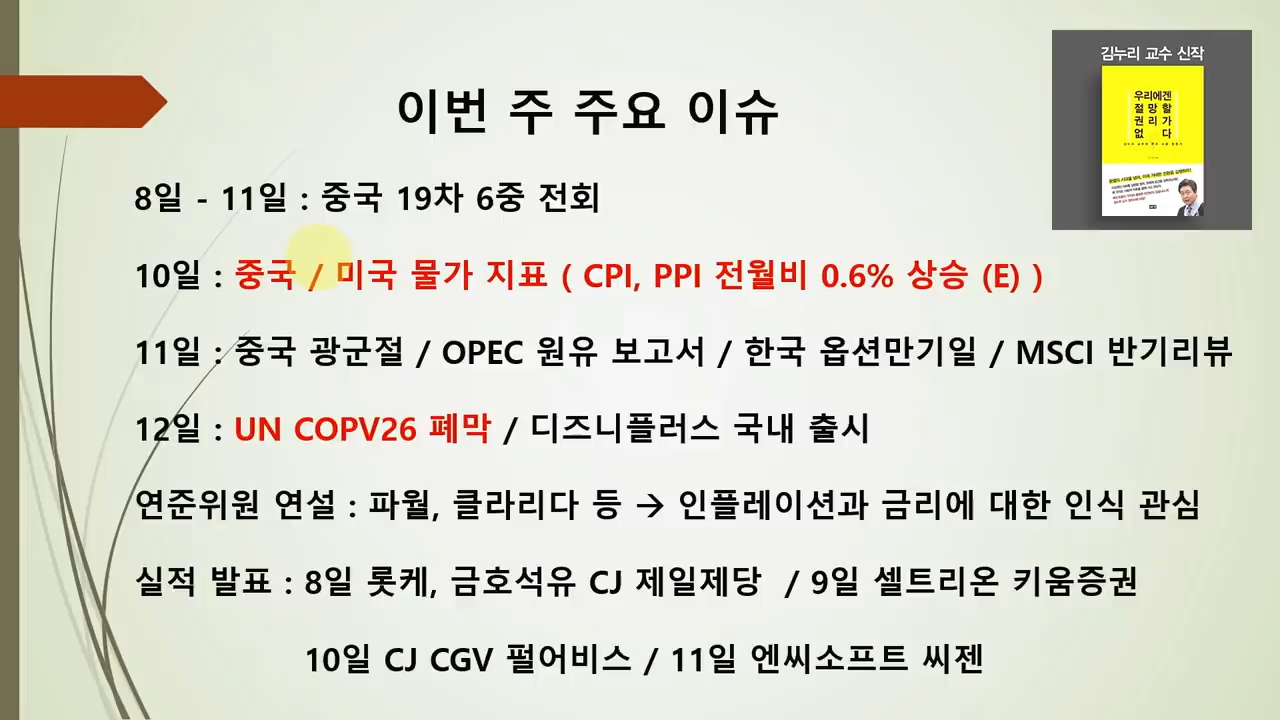 이번 주 주요 이슈
김누리 교수 신작
우리에겐
절망할
권리가
없다
8일 - 11일 : 중국 19차 6중 전회
10일 : 중국 / 미국 물가 지표 ( CPI, PPI 전월비 0.6% 상승 (E) )
11일 : 중국 광군절 / OPEC 원유 보고서 / 한국 옵션만기일 / MSCI 반기리뷰
12일 : UN COPV26 폐막 / 디즈니플러스 국내 출시
연준위원 연설 : 파월, 클라리다 등 → 인플레이션과 금리에 대한 인식 관심
실적 발표 : 8일 롯케, 금호석유 CJ 제일제당 / 9일 셀트리온 키움증권
10일 CJ CGV 펄어비스 / 11일 엔씨소프트 씨젠